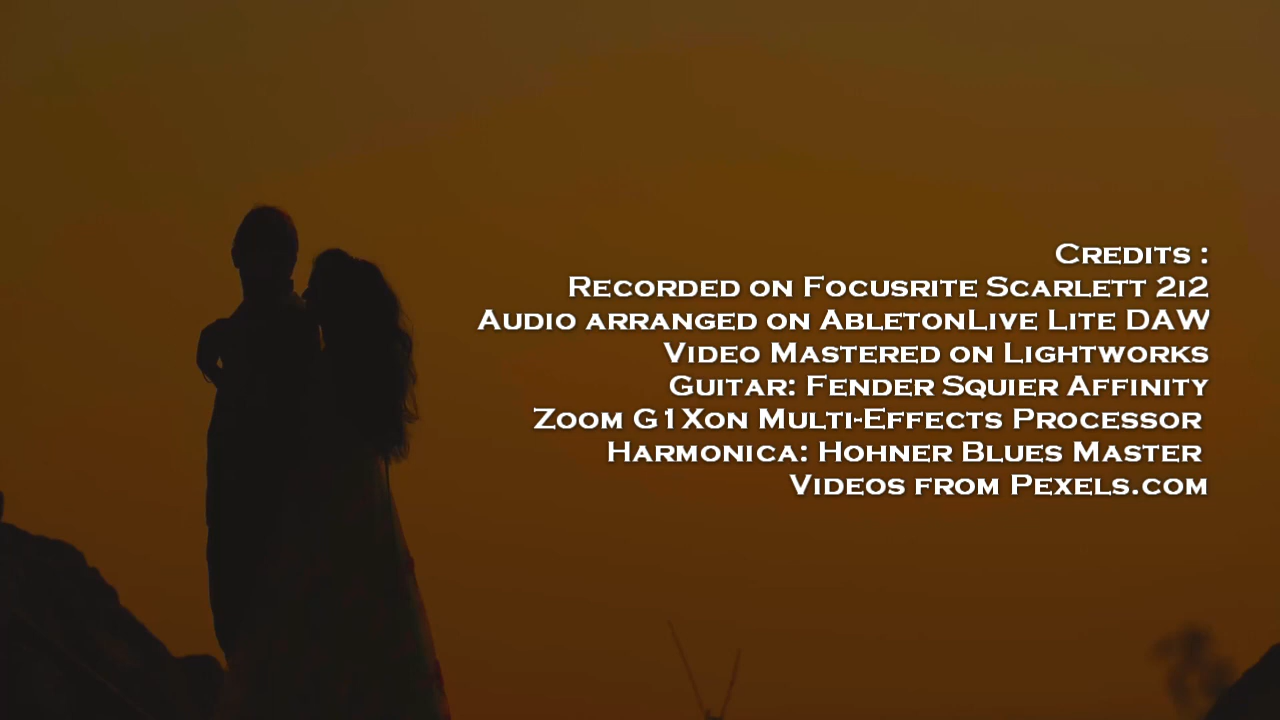 Credits :
Recorded on Focusrite Scarlett 2i2
Audio arranged on AbletonLive Lite DAW
Video Mastered on Lightworks
Guitar: Fender Squier Affinity
Zoom G1Xon Multi-Effects Processor
Harmonica: Hohner Blues Master
Videos from Pexels.com